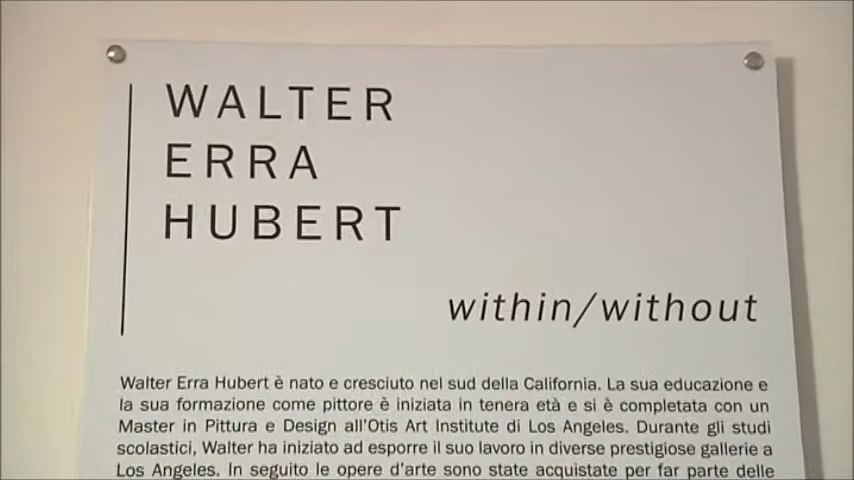 WALTER
ERRA
HUBERT
within/without
Walter Erra Hubert è nato e cresciuto nel sud della California. La sua educazione e
la sua formazione come pittore è iniziata in tenera età e si è completata con un
Master in Pittura e Design all'Otis Art Institute di Los Angeles. Durante gli studi
scolastici, Walter ha iniziato ad esporre il suo lavoro in diverse prestigiose gallerie a
Los Angeles. In seguito le opere d'arte sono state acquistate per far parte delle